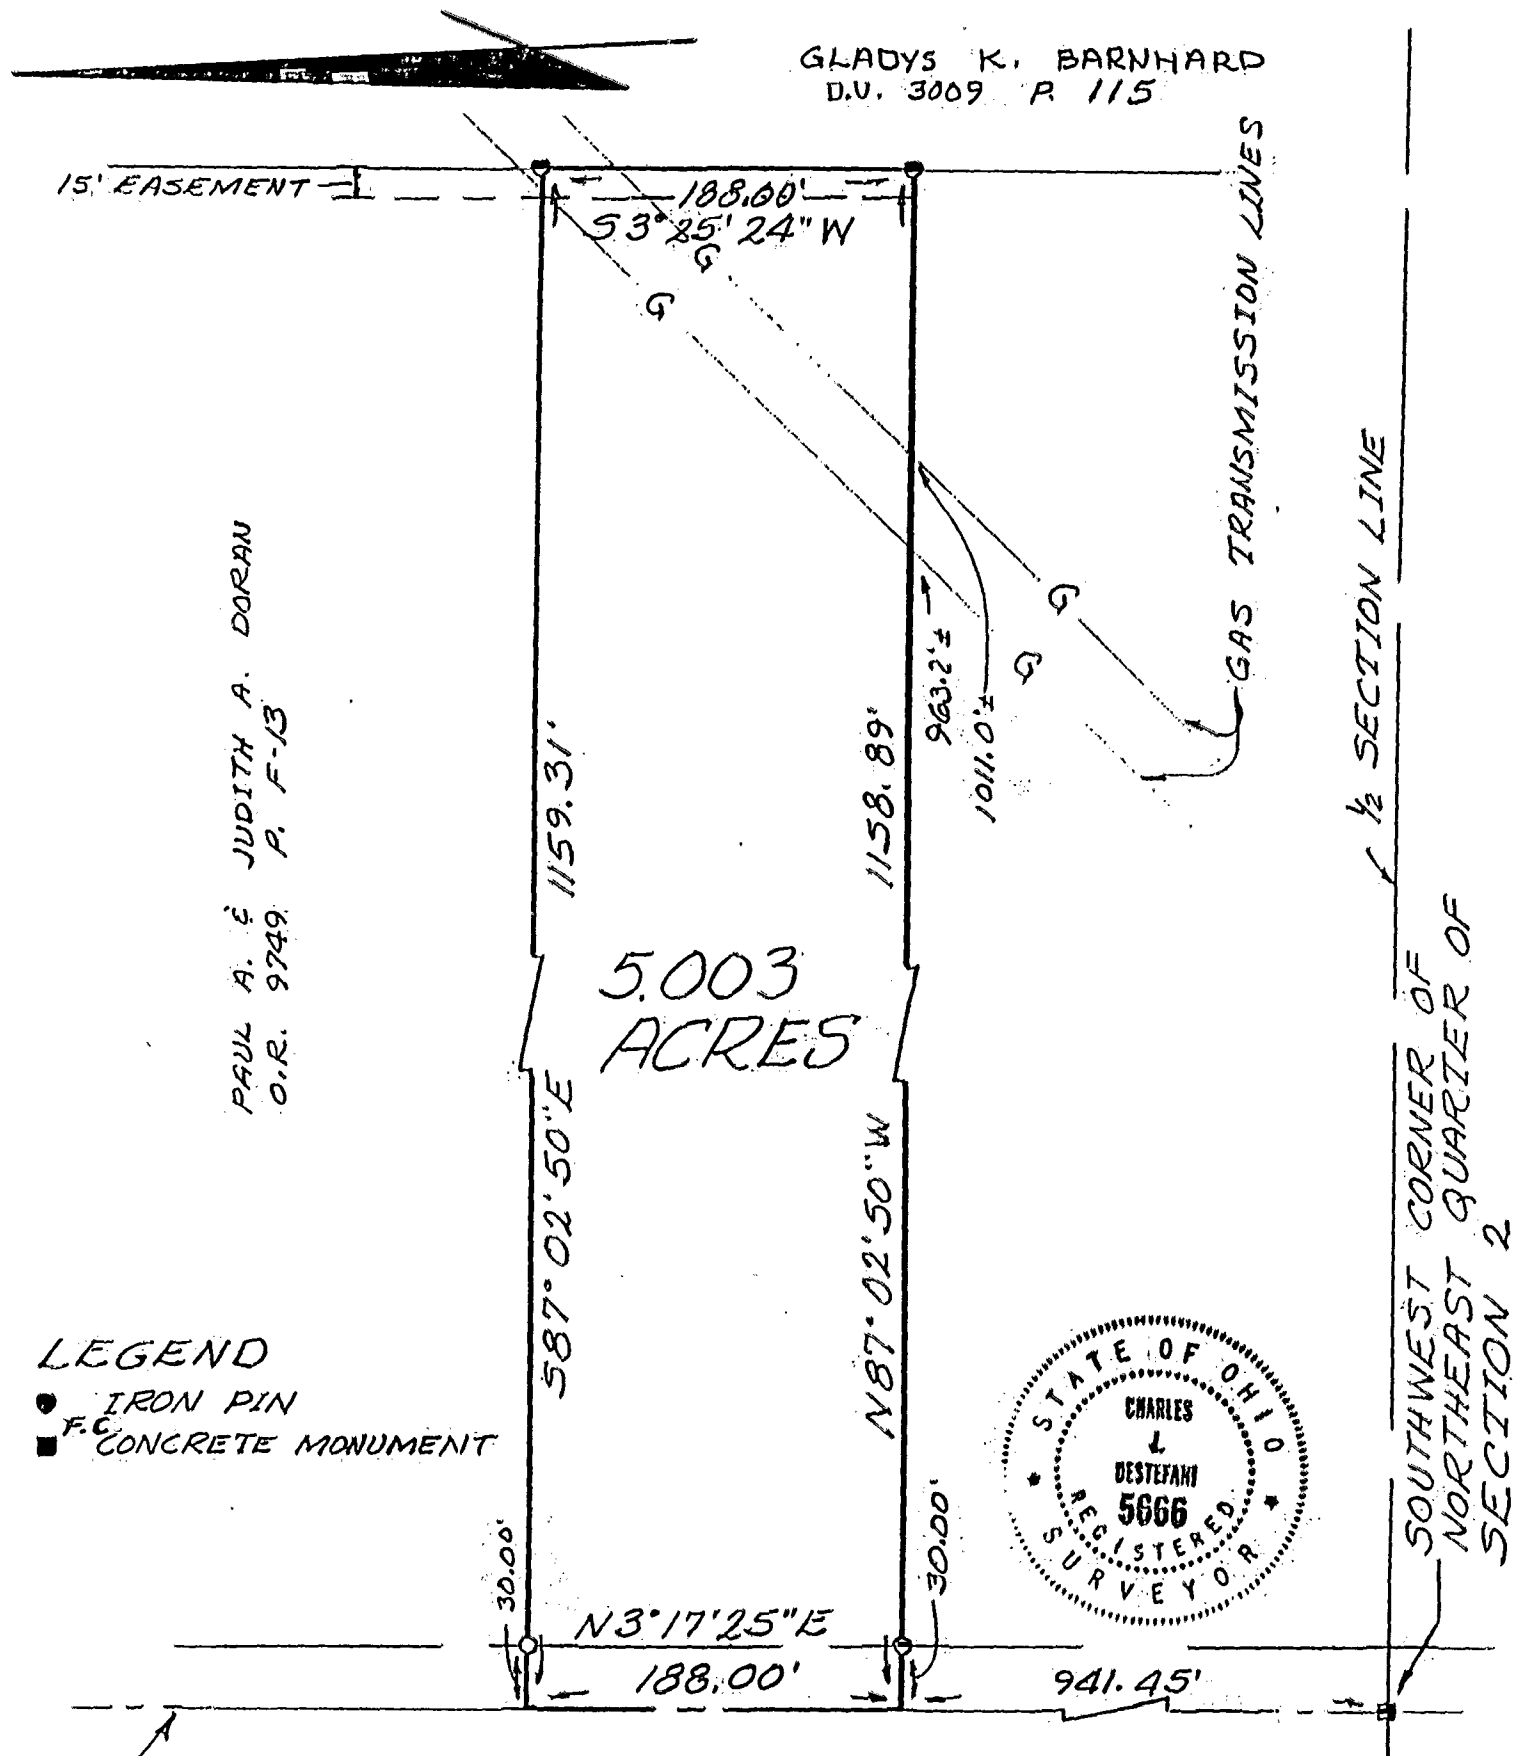 GLADYS K. BARNHARD
D.V. 3009 P. 115
15' EASEMENT
188.00'
S3°25'24"W
G
G
GAS TRANSMISSION LINES
G
G
963.2'±
1011.0'±
½ SECTION LINE
PAUL A. & JUDITH A. DORAN
O.R. 9749 P. F-13
1159.31'
1158.89'
5.003
ACRES
S87°02'50"E
N87°02'50"W
SOUTHWEST CORNER OF
NORTHEAST QUARTER OF
SECTION 2
LEGEND
IRON PIN
F.C. CONCRETE MONUMENT
STATE OF OHIO
CHARLES
J.
DESTEFANI
5666
REGISTERED
SURVEYOR
30.00'
30.00'
N3°17'25"E
188.00'
941.45'